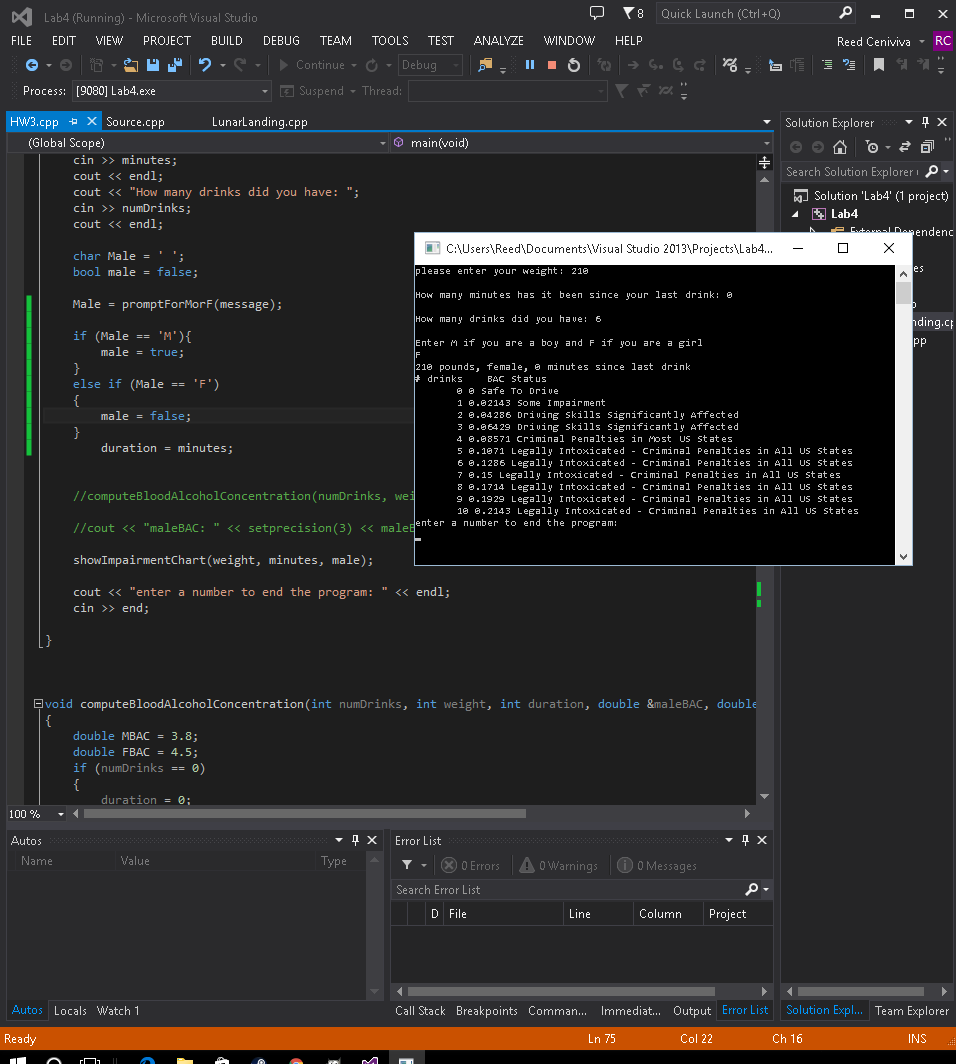 Lab4 (Running) - Microsoft Visual Studio
8
Quick Launch (Ctrl+Q)
FILE EDIT VIEW PROJECT BUILD DEBUG TEAM TOOLS TEST ANALYZE WINDOW HELP
Reed Ceniviva RC
Continue Debug
Process: [9080] Lab4.exe Suspend Thread:
HW3.cpp Source.cpp LunarLanding.cpp
(Global Scope) main(void)
cin >> minutes;
cout << endl;
cout << "How many drinks did you have: ";
cin >> numDrinks;
cout << endl;
char Male = ' ';
bool male = false;
Male = promptForMorF(message);
if (Male == 'M'){
male = true;
}
else if (Male == 'F')
{
male = false;
}
duration = minutes;
//computeBloodAlcoholConcentration(numDrinks, wei
//cout << "maleBAC: " << setprecision(3) << maleB
showImpairmentChart(weight, minutes, male);
cout << "enter a number to end the program: " << endl;
cin >> end;
}
void computeBloodAlcoholConcentration(int numDrinks, int weight, int duration, double &maleBAC, double
{
double MBAC = 3.8;
double FBAC = 4.5;
if (numDrinks == 0)
{
duration = 0;
100 %
C:\Users\Reed\Documents\Visual Studio 2013\Projects\Lab4...
please enter your weight: 210
How many minutes has it been since your last drink: 0
How many drinks did you have: 6
Enter M if you are a boy and F if you are a girl
F
210 pounds, female, 0 minutes since last drink
# drinks BAC Status
0 0 Safe To Drive
1 0.02143 Some Impairment
2 0.04286 Driving Skills Significantly Affected
3 0.06429 Driving Skills Significantly Affected
4 0.08571 Criminal Penalties in Most US States
5 0.1071 Legally Intoxicated - Criminal Penalties in All US States
6 0.1286 Legally Intoxicated - Criminal Penalties in All US States
7 0.15 Legally Intoxicated - Criminal Penalties in All US States
8 0.1714 Legally Intoxicated - Criminal Penalties in All US States
9 0.1929 Legally Intoxicated - Criminal Penalties in All US States
10 0.2143 Legally Intoxicated - Criminal Penalties in All US States
enter a number to end the program:
Solution Explorer
Search Solution Explorer
Solution 'Lab4' (1 project)
Lab4
External Dependenc
es
nding.cp
pp
Autos
Name Value Type
Autos Locals Watch 1
Error List
0 Errors 0 Warnings 0 Messages
Search Error List
D File Line Column Project
Call Stack Breakpoints Comman... Immediat... Output Error List
Solution Expl... Team Explorer
Ready Ln 75 Col 22 Ch 16 INS